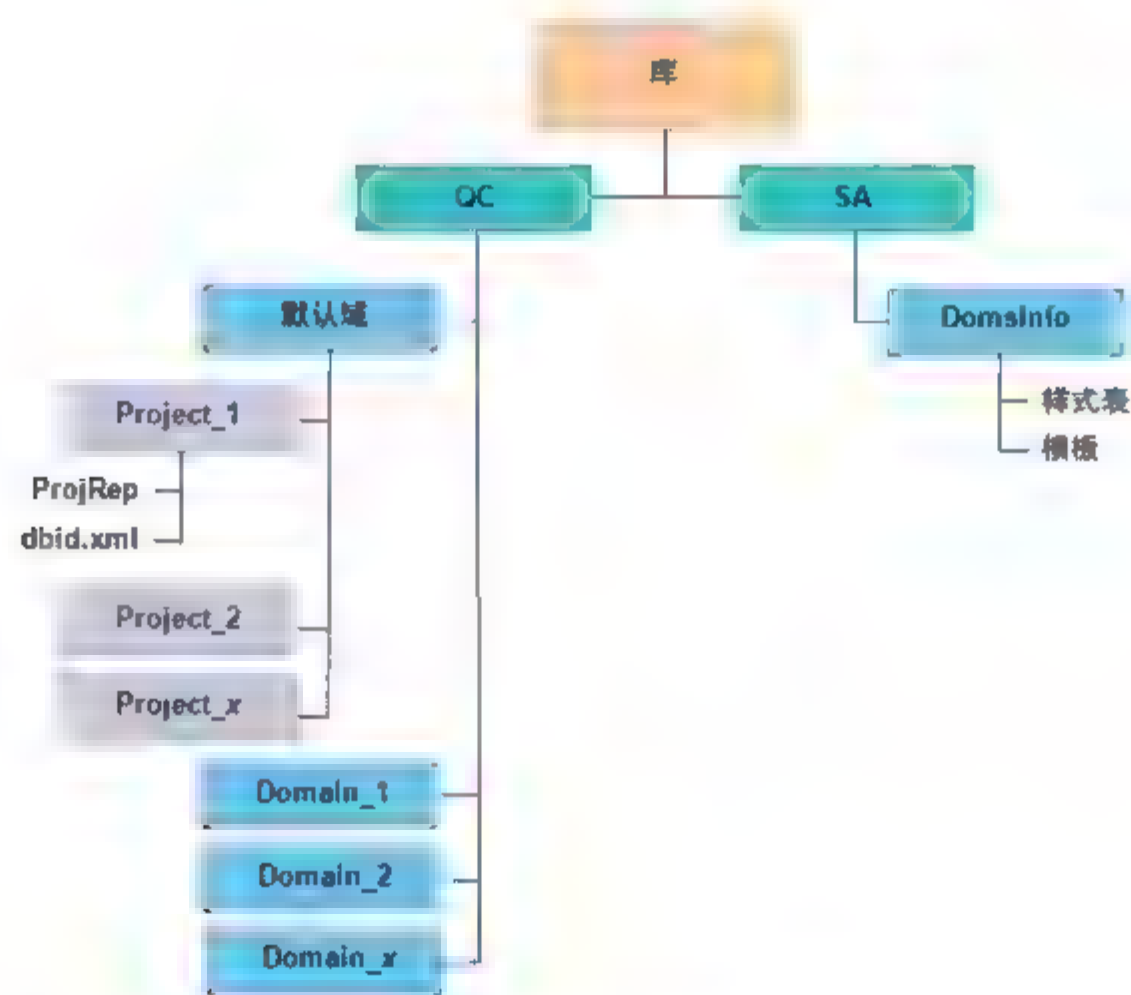 库
QC
SA
默认域
DomsInfo
Project_1
样式表
模板
ProjRep
dbid.xml
Project_2
Project_x
Domain_1
Domain_2
Domain_x